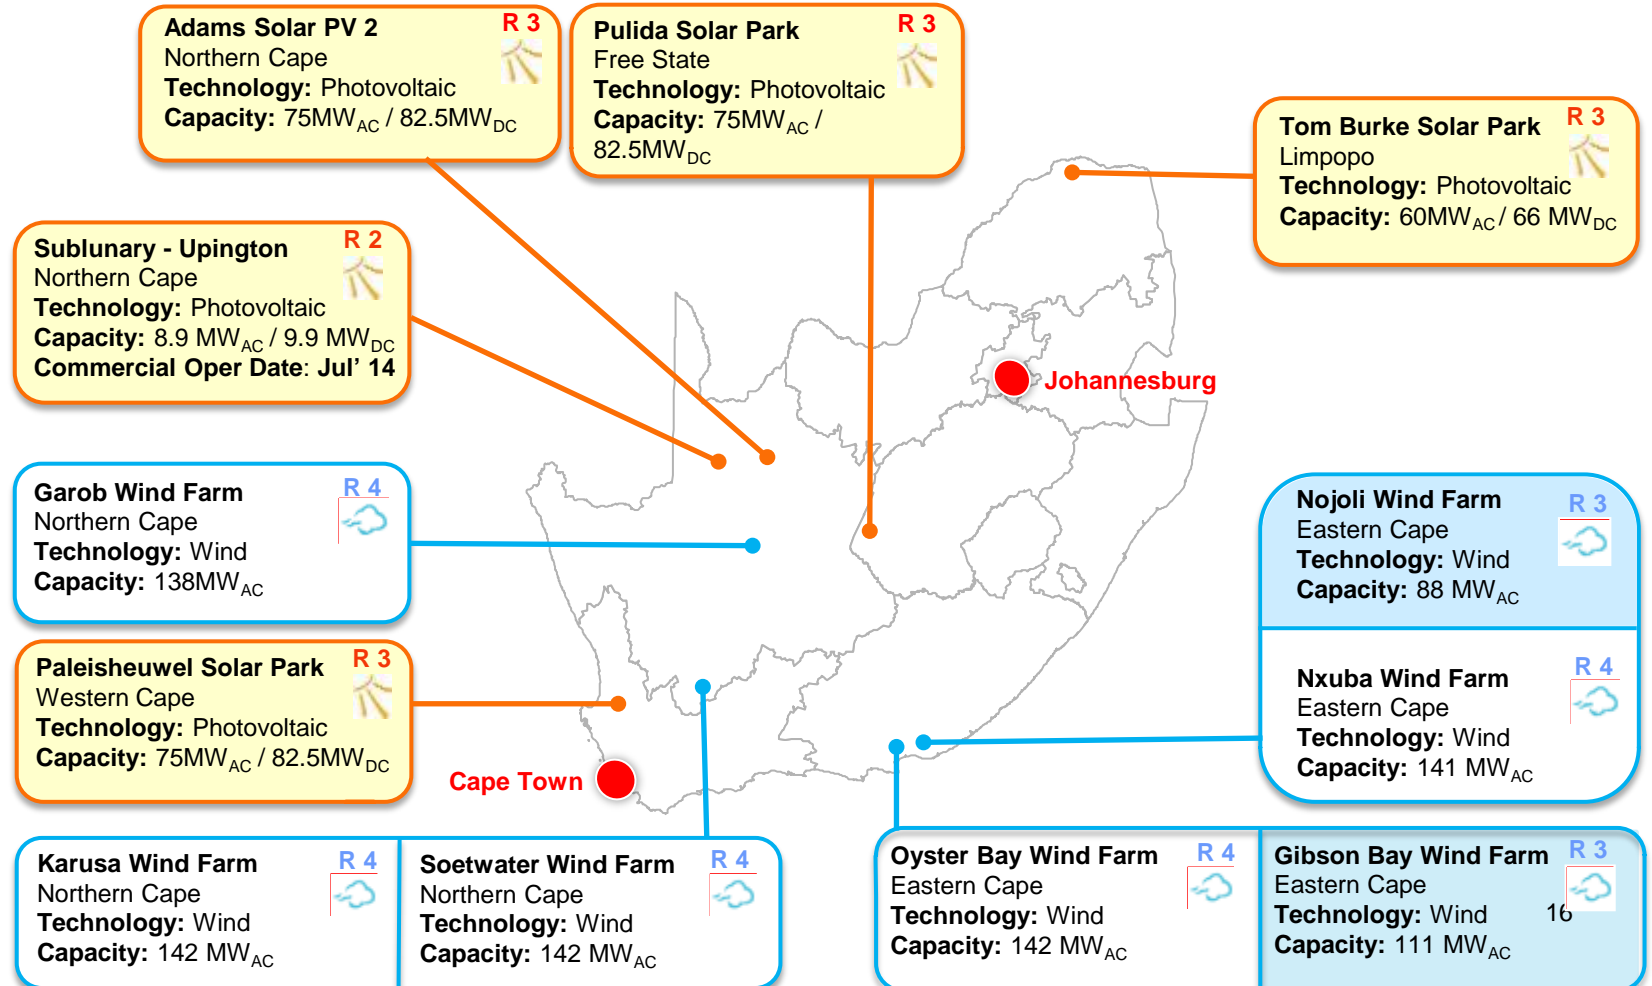 Adams Solar PV 2
R 3
Northern Cape
Technology: Photovoltaic
Capacity: 75MWAC / 82.5MWDC
Pulida Solar Park
R 3
Free State
Technology: Photovoltaic
Capacity: 75MWAC /
82.5MWDC
Tom Burke Solar Park
R 3
Limpopo
Technology: Photovoltaic
Capacity: 60MWAC / 66 MWDC
Sublunary - Upington
R 2
Northern Cape
Technology: Photovoltaic
Capacity: 8.9 MWAC / 9.9 MWDC
Commercial Oper Date: Jul’ 14
Johannesburg
Garob Wind Farm
R 4
Northern Cape
Technology: Wind
Capacity: 138MWAC
Nojoli Wind Farm
R 3
Eastern Cape
Technology: Wind
Capacity: 88 MWAC
Paleisheuwel Solar Park
R 3
Western Cape
Technology: Photovoltaic
Capacity: 75MWAC / 82.5MWDC
Nxuba Wind Farm
R 4
Eastern Cape
Technology: Wind
Capacity: 141 MWAC
Cape Town
Karusa Wind Farm
R 4
Northern Cape
Technology: Wind
Capacity: 142 MWAC
Soetwater Wind Farm
R 4
Northern Cape
Technology: Wind
Capacity: 142 MWAC
Oyster Bay Wind Farm
R 4
Eastern Cape
Technology: Wind
Capacity: 142 MWAC
Gibson Bay Wind Farm
R 3
Eastern Cape
Technology: Wind
Capacity: 111 MWAC
16